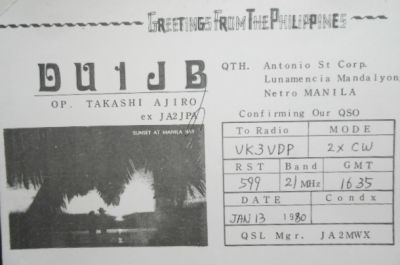 GREETINGS FROM THE PHILIPPINES
DU1JB
OP. TAKASHI AJIRO
ex JA2JPA
SUNSET AT MANILA BAY
QTH. Antonio St Corp.
Lunamencia Mandalyon
Netro MANILA
Confirming Our QSO
To Radio MODE
VK3VDP 2x CW
RST Band GMT
599 21 MHz 1635
DATE Condx
JAN 13 1980
QSL Mgr. JA2MWX